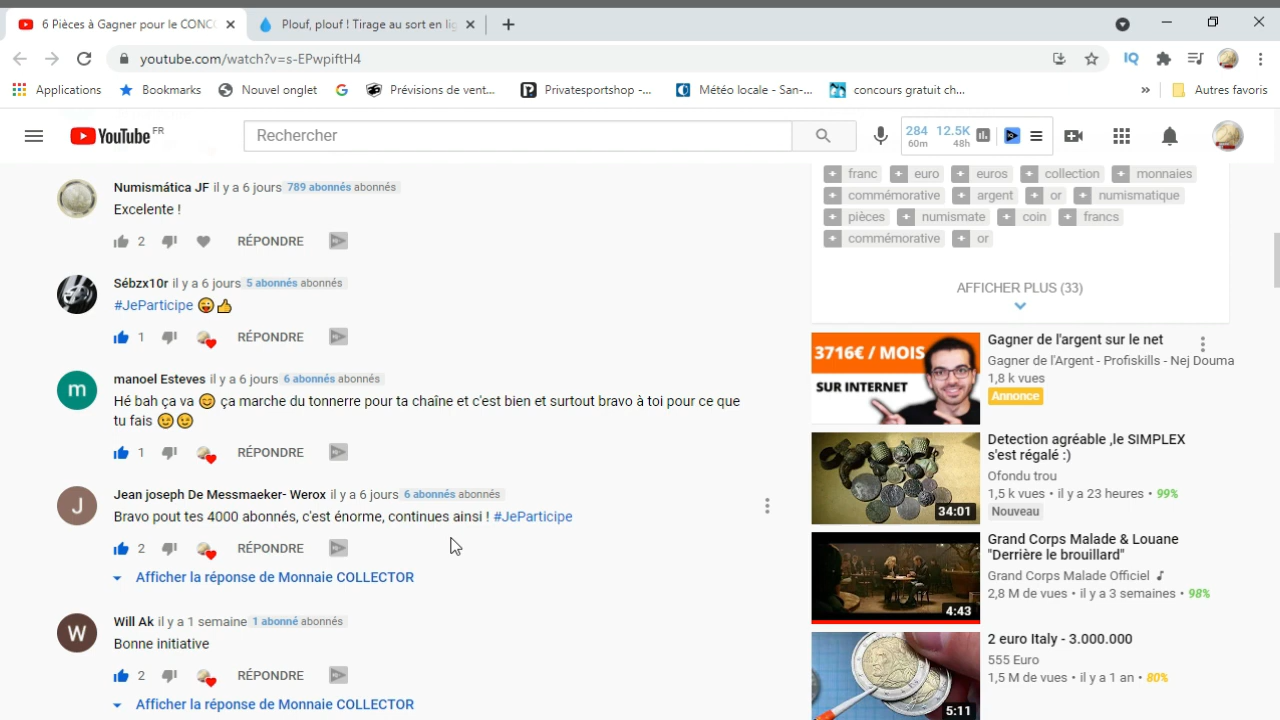 6 Pièces à Gagner pour le CONC
Plouf, plouf ! Tirage au sort en lig
youtube.com/watch?v=s-EPwpiftH4
IQ
Applications
Bookmarks
Nouvel onglet
Prévisions de vent...
Privatesportshop -...
Météo locale - San-...
concours gratuit ch...
»
Autres favoris
YouTube FR
Rechercher
284 60m
12.5K 48h
Numismática JF il y a 6 jours 789 abonnés abonnés
Excelente !
2 RÉPONDRE
Sébzx10r il y a 6 jours 5 abonnés abonnés
#JeParticipe 😜👍
1 RÉPONDRE
m
manoel Esteves il y a 6 jours 6 abonnés abonnés
Hé bah ça va 😊 ça marche du tonnerre pour ta chaîne et c'est bien et surtout bravo à toi pour ce que
tu fais 😉😉
1 RÉPONDRE
J
Jean joseph De Messmaeker- Werox il y a 6 jours 6 abonnés abonnés
Bravo pout tes 4000 abonnés, c'est énorme, continues ainsi ! #JeParticipe
2 RÉPONDRE
Afficher la réponse de Monnaie COLLECTOR
W
Will Ak il y a 1 semaine 1 abonné abonnés
Bonne initiative
2 RÉPONDRE
Afficher la réponse de Monnaie COLLECTOR
+ franc + euro + euros + collection + monnaies
+ commémorative + argent + or + numismatique
+ pièces + numismate + coin + francs
+ commémorative + or
AFFICHER PLUS (33)
3716€ / MOIS
SUR INTERNET
Gagner de l'argent sur le net
Gagner de l'Argent - Profiskills - Nej Douma
1,8 k vues
Annonce
34:01
Detection agréable ,le SIMPLEX
s'est régalé :)
Ofondu trou
1,5 k vues • il y a 23 heures • 99%
Nouveau
4:43
Grand Corps Malade & Louane
"Derrière le brouillard"
Grand Corps Malade Officiel
2,8 M de vues • il y a 3 semaines • 98%
5:11
2 euro Italy - 3.000.000
555 Euro
1,5 M de vues • il y a 1 an • 80%